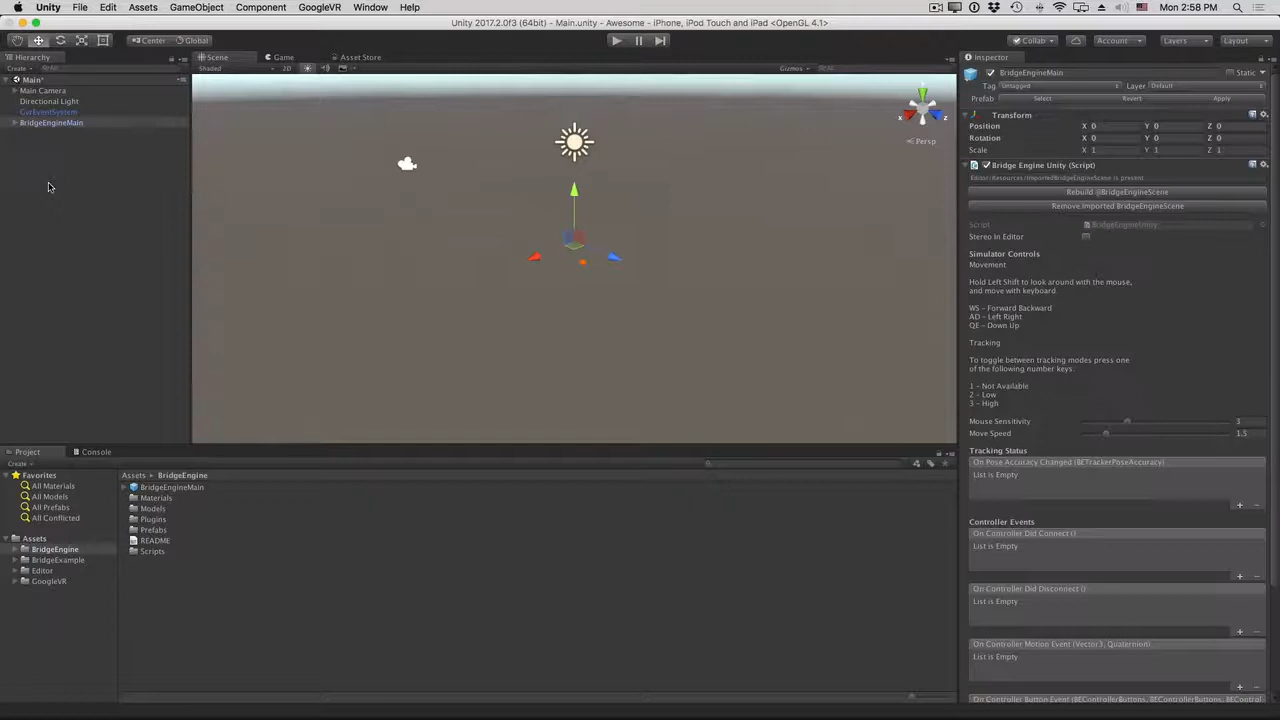 Unity File Edit Assets GameObject Component GoogleVR Window Help Mon 2:58 PM
Unity 2017.2.0f3 (64bit) - Main.unity - Awesome - iPhone, iPod Touch and iPad <OpenGL 4.1>
Center Global Collab Account Layers Layout
Hierarchy
Create All
Main*
Main Camera
Directional Light
GvrEventSystem
BridgeEngineMain
Scene Game Asset Store
Shaded 2D Gizmos All
Persp
x z
Inspector
BridgeEngineMain Static
Tag Untagged Layer Default
Prefab Select Revert Apply
Transform
Position X 0 Y 0 Z 0
Rotation X 0 Y 0 Z 0
Scale X 1 Y 1 Z 1
Bridge Engine Unity (Script)
Editor/Resources/ImportedBridgeEngineScene is present
Rebuild @BridgeEngineScene
Remove Imported BridgeEngineScene
Script BridgeEngineUnity
Stereo In Editor
Simulator Controls
Movement
Hold Left Shift to look around with the mouse,
and move with keyboard.
WS - Forward Backward
AD - Left Right
QE - Down Up
Tracking
To toggle between tracking modes press one
of the following number keys.
1 - Not Available
2 - Low
3 - High
Mouse Sensitivity 3
Move Speed 1.5
Tracking Status
On Pose Accuracy Changed (BETrackerPoseAccuracy)
List is Empty
+ −
Controller Events
On Controller Did Connect ()
List is Empty
+ −
On Controller Did Disconnect ()
List is Empty
+ −
On Controller Motion Event (Vector3, Quaternion)
List is Empty
+ −
On Controller Button Event (BEControllerButtons, BEControllerButtons, BECont
Project Console
Create
Favorites
All Materials
All Models
All Prefabs
All Conflicted
Assets
BridgeEngine
BridgeExample
Editor
GoogleVR
Assets ▸ BridgeEngine
BridgeEngineMain
Materials
Models
Plugins
Prefabs
README
Scripts